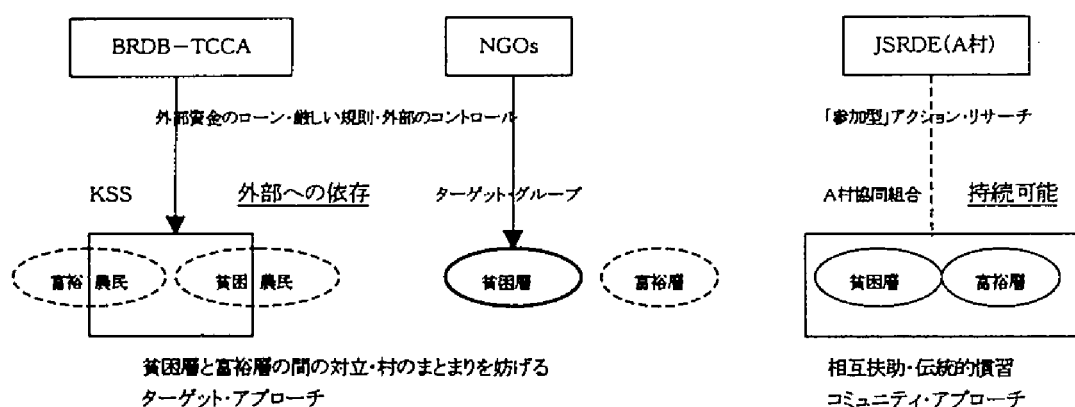 BRDB－TCCA
NGOs
JSRDE(A村)
外部資金のローン・厳しい規則・外部のコントロール
「参加型」アクション・リサーチ
KSS
外部への依存
ターゲット・グループ
A村協同組合
持続可能
富裕 農民
貧困 農民
貧困層
富裕層
貧困層
富裕層
貧困層と富裕層の間の対立・村のまとまりを妨げる
ターゲット・アプローチ
相互扶助・伝統的慣習
コミュニティ・アプローチ